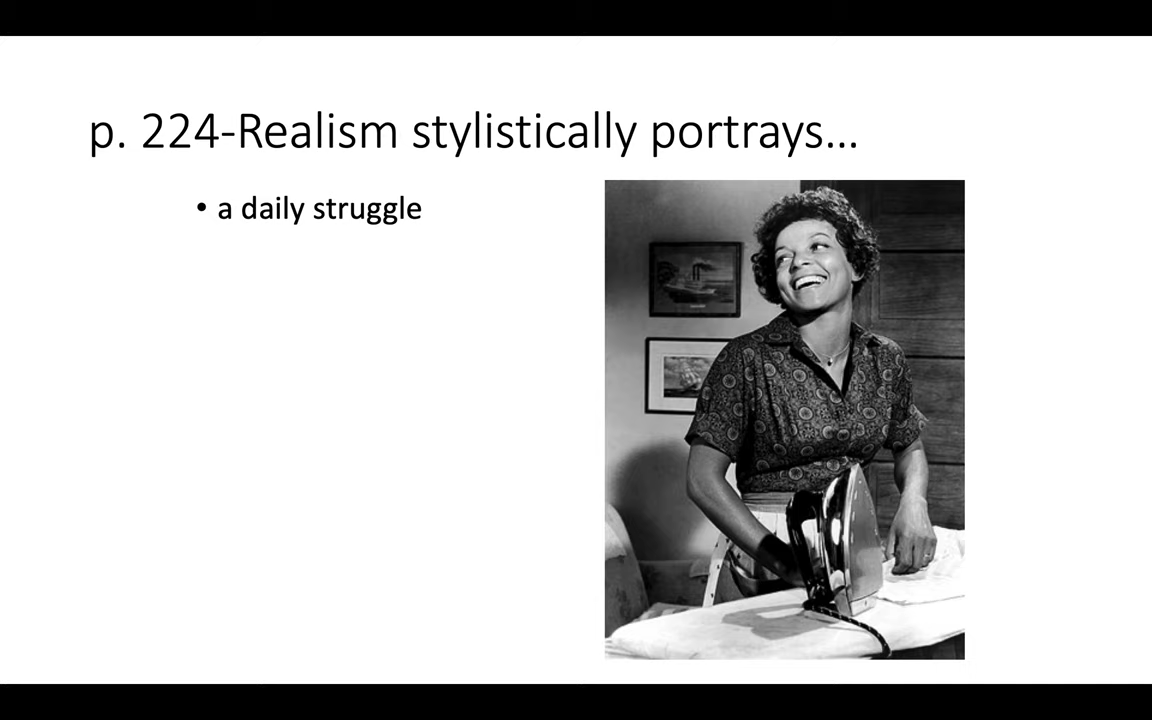 p. 224-Realism stylistically portrays...
• a daily struggle